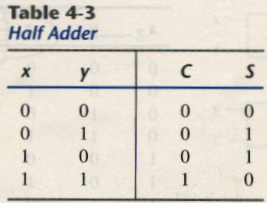 Table 4-3
Half Adder
x y C S
0 0 0 0
0 1 0 1
1 0 0 1
1 1 1 0